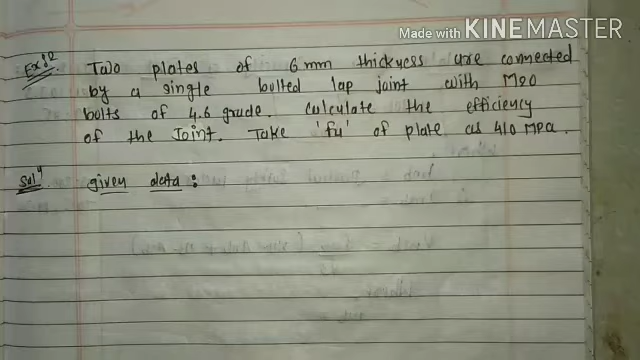 Made with KINEMASTER
Ex: 12 Two plates of 6mm thickness are connected
by a single bolted lap joint with M20
bolts of 4.6 grade. Calculate the efficiency
of the Joint. Take 'fu' of plate as 410 MPa.
Solⁿ given data: